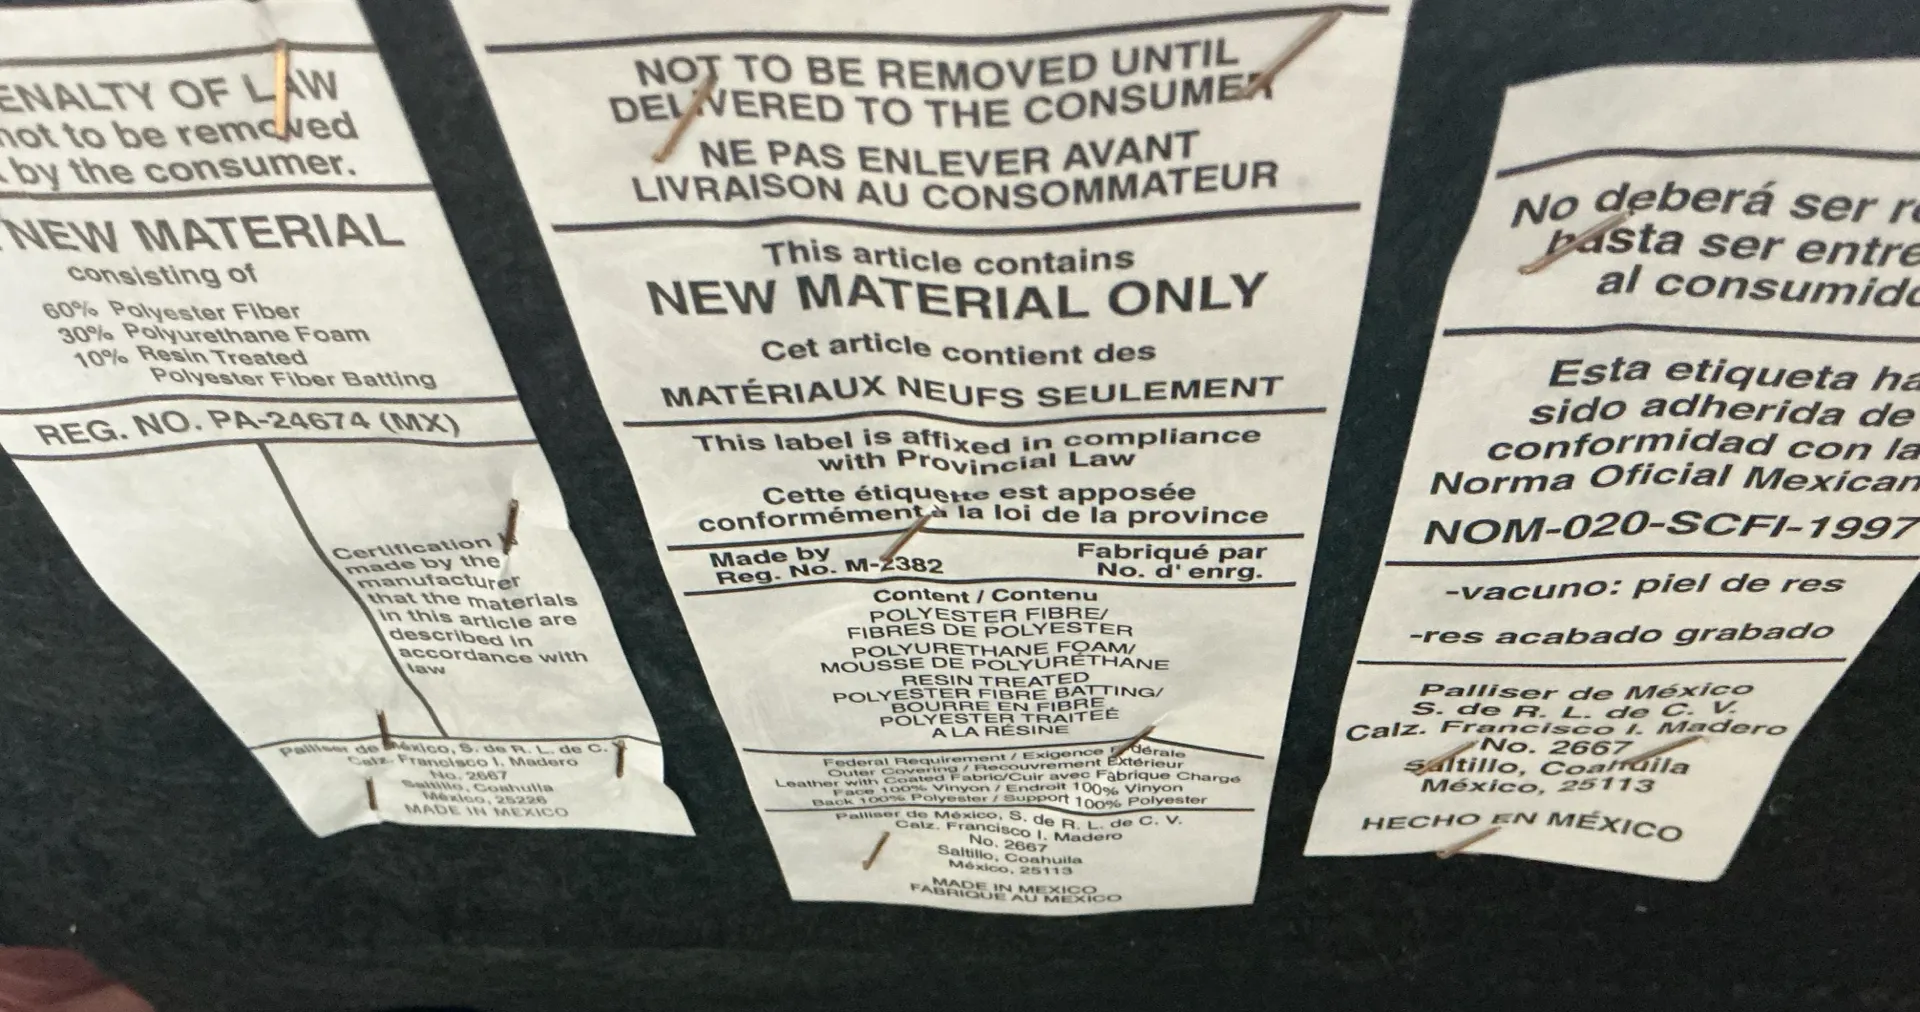 ENALTY OF LAW
not to be removed
by the consumer.
NEW MATERIAL
consisting of
60% Polyester Fiber
30% Polyurethane Foam
10% Resin Treated
Polyester Fiber Batting
REG. NO. PA-24674 (MX)
Certification is
made by the
manufacturer
that the materials
in this article are
described in
accordance with
law
Palliser de México, S. de R. L. de C.
Calz. Francisco I. Madero
No. 2667
Saltillo, Coahuila
México, 25226
MADE IN MEXICO
NOT TO BE REMOVED UNTIL
DELIVERED TO THE CONSUMER
NE PAS ENLEVER AVANT
LIVRAISON AU CONSOMMATEUR
This article contains
NEW MATERIAL ONLY
Cet article contient des
MATÉRIAUX NEUFS SEULEMENT
This label is affixed in compliance
with Provincial Law
Cette étiquette est apposée
conformément à la loi de la province
Made by Fabriqué par
Reg. No. M-2382 No. d' enrg.
Content / Contenu
POLYESTER FIBRE/
FIBRES DE POLYESTER
POLYURETHANE FOAM/
MOUSSE DE POLYURÉTHANE
RESIN TREATED
POLYESTER FIBRE BATTING/
BOURRE EN FIBRE
POLYESTER TRAITÉE
A LA RÉSINE
Federal Requirement / Exigence Fédérale
Outer Covering / Recouvrement Extérieur
Leather with Coated Fabric/Cuir avec Fabrique Chargé
Face 100% Vinyon / Endroit 100% Vinyon
Back 100% Polyester / Support 100% Polyester
Palliser de México, S. de R. L. de C. V.
Calz. Francisco I. Madero
No. 2667
Saltillo, Coahuila
México, 25113
MADE IN MEXICO
FABRIQUE AU MEXICO
No deberá ser re
hasta ser entre
al consumido
Esta etiqueta ha
sido adherida de
conformidad con la
Norma Oficial Mexican
NOM-020-SCFI-1997
-vacuno: piel de res
-res acabado grabado
Palliser de México
S. de R. L. de C. V.
Calz. Francisco I. Madero
No. 2667
Saltillo, Coahuila
México, 25113
HECHO EN MÉXICO